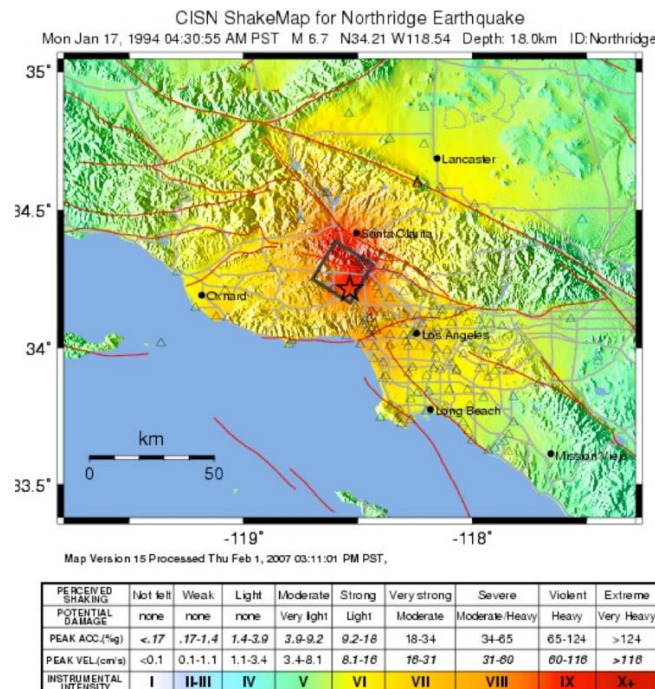 CISN ShakeMap for Northridge Earthquake
Mon Jan 17, 1994 04:30:55 AM PST M 6.7 N34.21 W118.54 Depth: 18.0km ID:Northridge
35°
Lancaster
34.5°
Santa Clarita
Oxnard
Los Angeles
34°
Long Beach
km
0 50
Mission Viejo
33.5°
-119° -118°
Map Version 15 Processed Thu Feb 1, 2007 03:11:01 PM PST,
PERCEIVED SHAKING Not felt Weak Light Moderate Strong Very strong Severe Violent Extreme
POTENTIAL DAMAGE none none none Very light Light Moderate Moderate/Heavy Heavy Very Heavy
PEAK ACC.(%g) <.17 .17-1.4 1.4-3.9 3.9-9.2 9.2-18 18-34 34-65 65-124 >124
PEAK VEL.(cm/s) <0.1 0.1-1.1 1.1-3.4 3.4-8.1 8.1-16 16-31 31-60 60-116 >116
INSTRUMENTAL INTENSITY I II-III IV V VI VII VIII IX X+